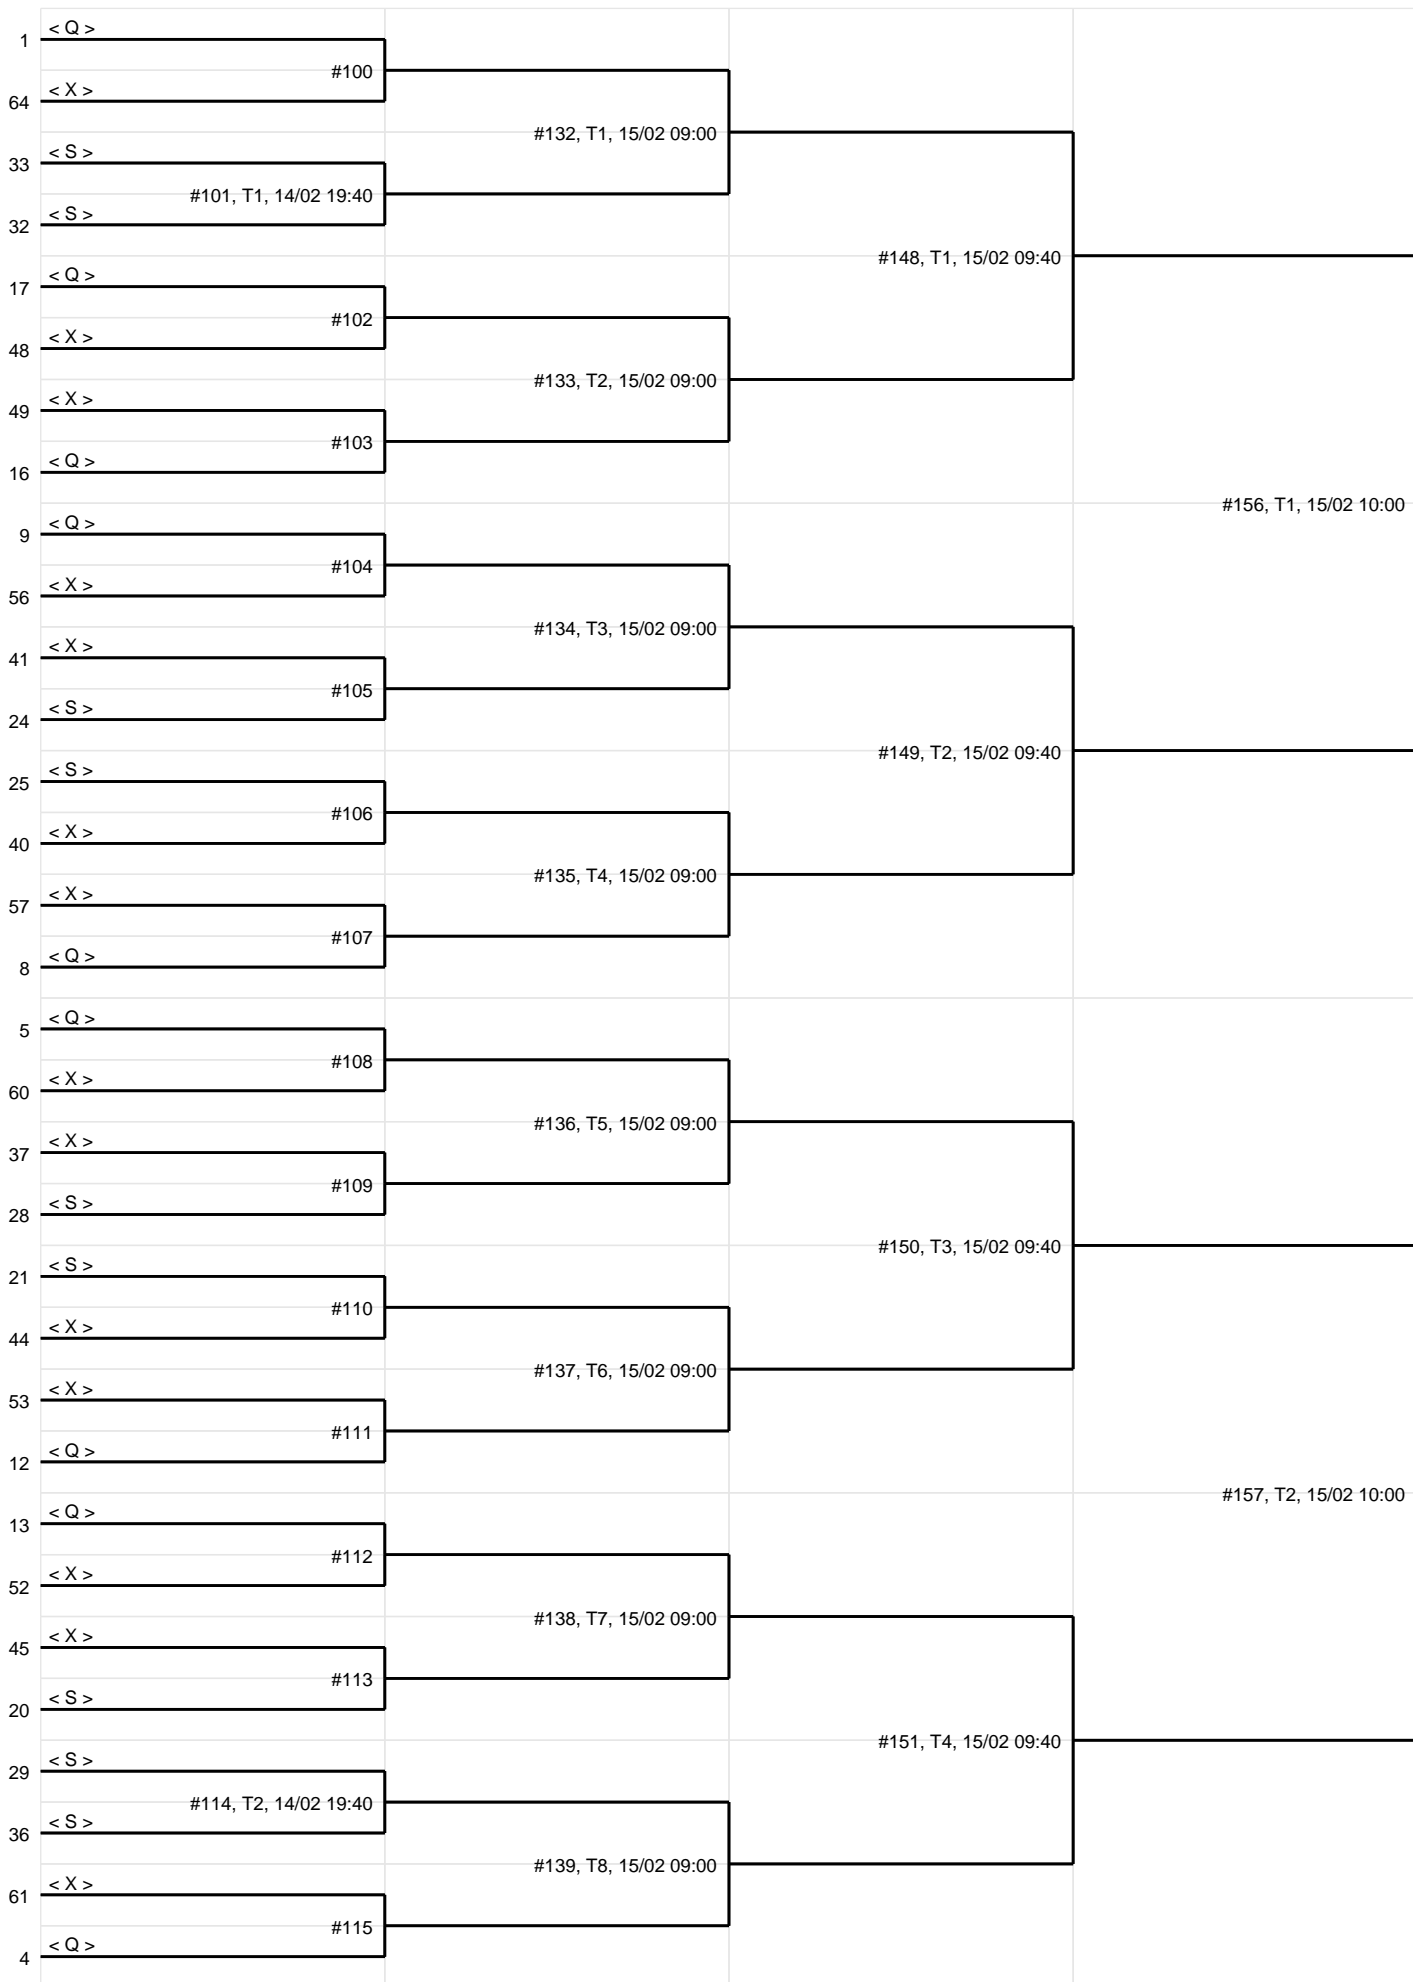 < Q >
1
#100
< X >
64
#132, T1, 15/02 09:00
< S >
33
#101, T1, 14/02 19:40
< S >
32
#148, T1, 15/02 09:40
< Q >
17
#102
< X >
48
#133, T2, 15/02 09:00
< X >
49
#103
< Q >
16
#156, T1, 15/02 10:00
< Q >
9
#104
< X >
56
#134, T3, 15/02 09:00
< X >
41
#105
< S >
24
#149, T2, 15/02 09:40
< S >
25
#106
< X >
40
#135, T4, 15/02 09:00
< X >
57
#107
< Q >
8
< Q >
5
#108
< X >
60
#136, T5, 15/02 09:00
< X >
37
#109
< S >
28
#150, T3, 15/02 09:40
< S >
21
#110
< X >
44
#137, T6, 15/02 09:00
< X >
53
#111
< Q >
12
#157, T2, 15/02 10:00
< Q >
13
#112
< X >
52
#138, T7, 15/02 09:00
< X >
45
#113
< S >
20
#151, T4, 15/02 09:40
< S >
29
#114, T2, 14/02 19:40
< S >
36
#139, T8, 15/02 09:00
< X >
61
#115
< Q >
4